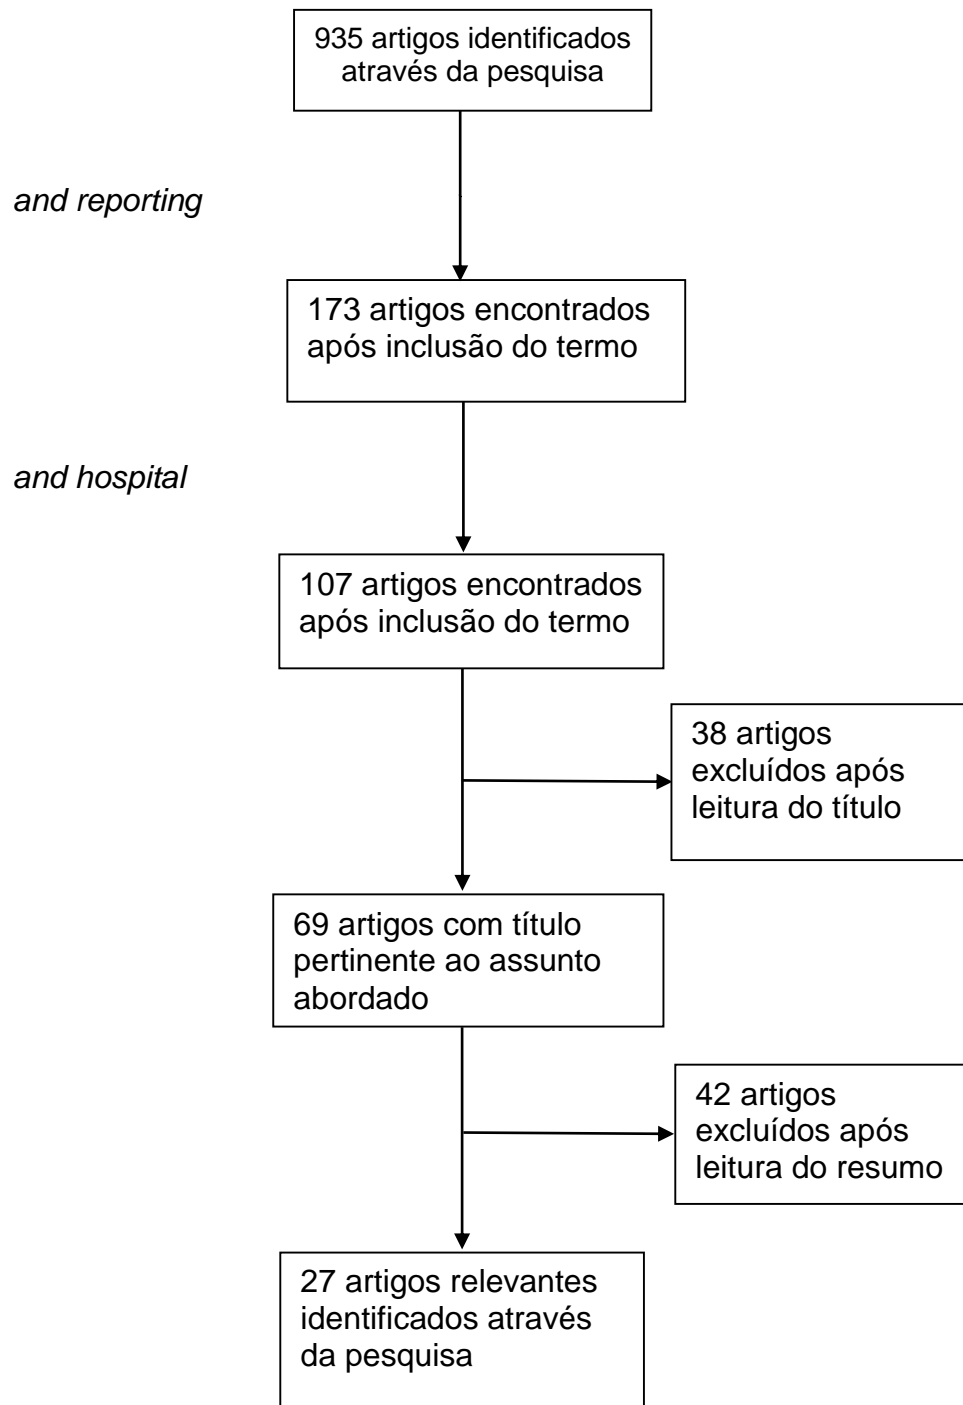 935 artigos identificados
através da pesquisa
and reporting
173 artigos encontrados
após inclusão do termo
and hospital
107 artigos encontrados
após inclusão do termo
38 artigos
excluídos após
leitura do título
69 artigos com título
pertinente ao assunto
abordado
42 artigos
excluídos após
leitura do resumo
27 artigos relevantes
identificados através
da pesquisa